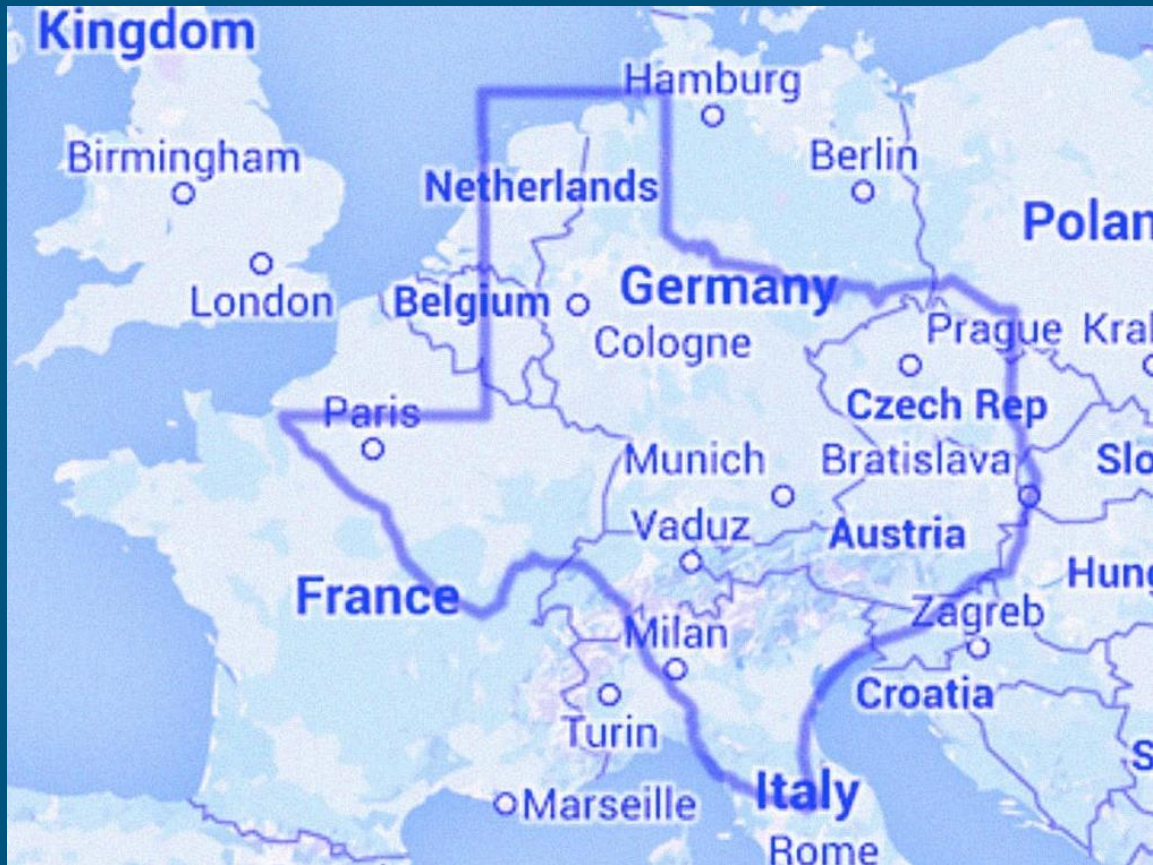 Kingdom
Hamburg
Birmingham
Berlin
Netherlands
Polan
London
Belgium
Germany
Cologne
Prague
Kral
Paris
Czech Rep
Munich
Bratislava
Slo
Vaduz
Austria
France
Hung
Zagreb
Milan
Croatia
Turin
S
Italy
Marseille
Rome